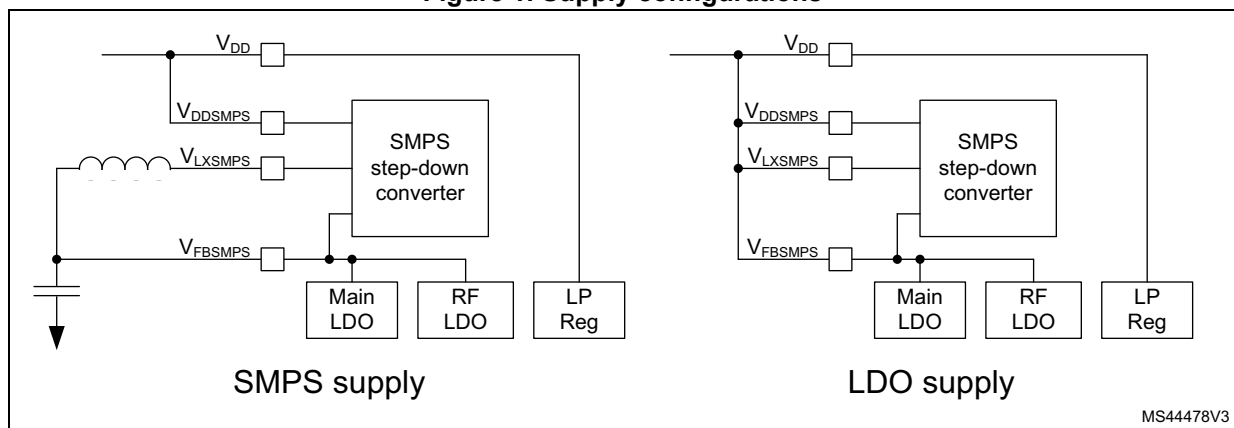 Figure 1. Supply configurations
VDD
VDDSMPS
VLXSMPS
VFBSMPS
SMPS
step-down
converter
Main
LDO
RF
LDO
LP
Reg
SMPS supply
VDD
VDDSMPS
VLXSMPS
VFBSMPS
SMPS
step-down
converter
Main
LDO
RF
LDO
LP
Reg
LDO supply
MS44478V3